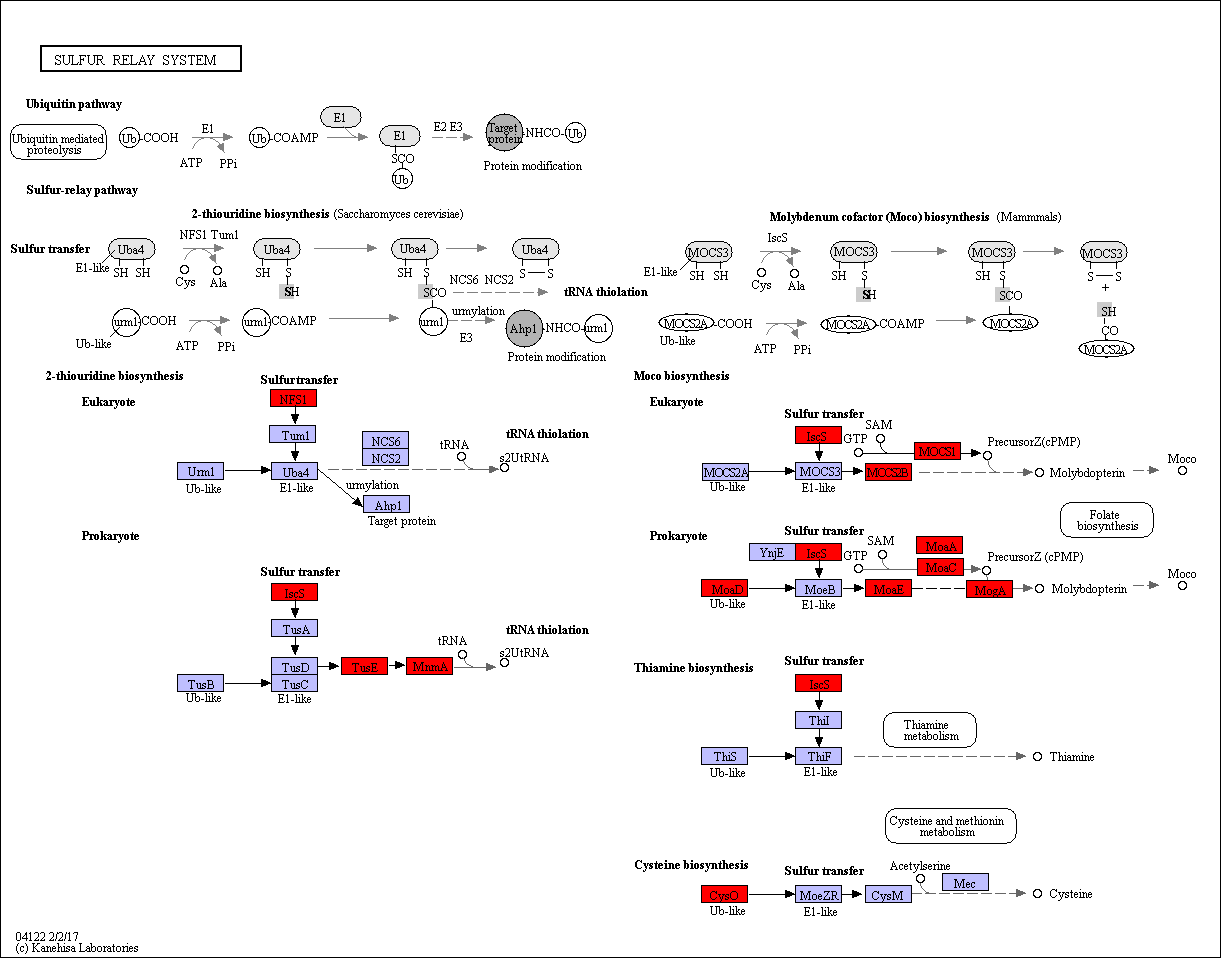 SULFUR RELAY SYSTEM
Ubiquitin pathway
Ubiquitin mediated
proteolysis
Ub
COOH
E1
ATP
PPi
Ub
COAMP
E1
E1
SCO
Ub
E2 E3
Target
protein
NHCO
Ub
Protein modification
Sulfur-relay pathway
2-thiouridine biosynthesis (Saccharomyces cerevisiae)
Sulfur transfer
Uba4
E1-like
SH SH
NFS1 Tum1
Cys
Ala
Uba4
SH S
SH
Uba4
SH S
SCO
urm1
NCS6 NCS2
tRNA thiolation
Uba4
S S
urm1
COOH
Ub-like
ATP
PPi
urm1
COAMP
urmylation
E3
Ahp1
NHCO
urm1
Protein modification
Molybdenum cofactor (Moco) biosynthesis (Mammmals)
MOCS3
E1-like
SH SH
IscS
Cys
Ala
MOCS3
SH S
SH
MOCS3
SH S
SCO
MOCS2A
MOCS3
S S
+
SH
CO
MOCS2A
MOCS2A
COOH
Ub-like
ATP
PPi
MOCS2A
COAMP
2-thiouridine biosynthesis
Eukaryote
Sulfur transfer
NFS1
Tum1
Urm1
Ub-like
Uba4
E1-like
NCS6
NCS2
tRNA
tRNA thiolation
s2UtRNA
urmylation
Ahp1
Target protein
Prokaryote
Sulfur transfer
IscS
TusA
TusD
TusC
E1-like
TusB
Ub-like
TusE
MnmA
tRNA
tRNA thiolation
s2UtRNA
Moco biosynthesis
Eukaryote
Sulfur transfer
IscS
GTP
SAM
MOCS1
PrecursorZ(cPMP)
MOCS2A
Ub-like
MOCS3
E1-like
MOCS2B
Molybdopterin
Moco
Folate
biosynthesis
Prokaryote
Sulfur transfer
YnjE
IscS
GTP
SAM
MoaA
MoaC
PrecursorZ (cPMP)
MoaD
Ub-like
MoeB
E1-like
MoaE
MogA
Molybdopterin
Moco
Thiamine biosynthesis
Sulfur transfer
IscS
ThiI
ThiS
Ub-like
ThiF
E1-like
Thiamine
metabolism
Thiamine
Cysteine and methionin
metabolism
Cysteine biosynthesis
Sulfur transfer
CysO
Ub-like
MoeZR
E1-like
CysM
Acetylserine
Mec
Cysteine
04122 2/2/17
(c) Kanehisa Laboratories